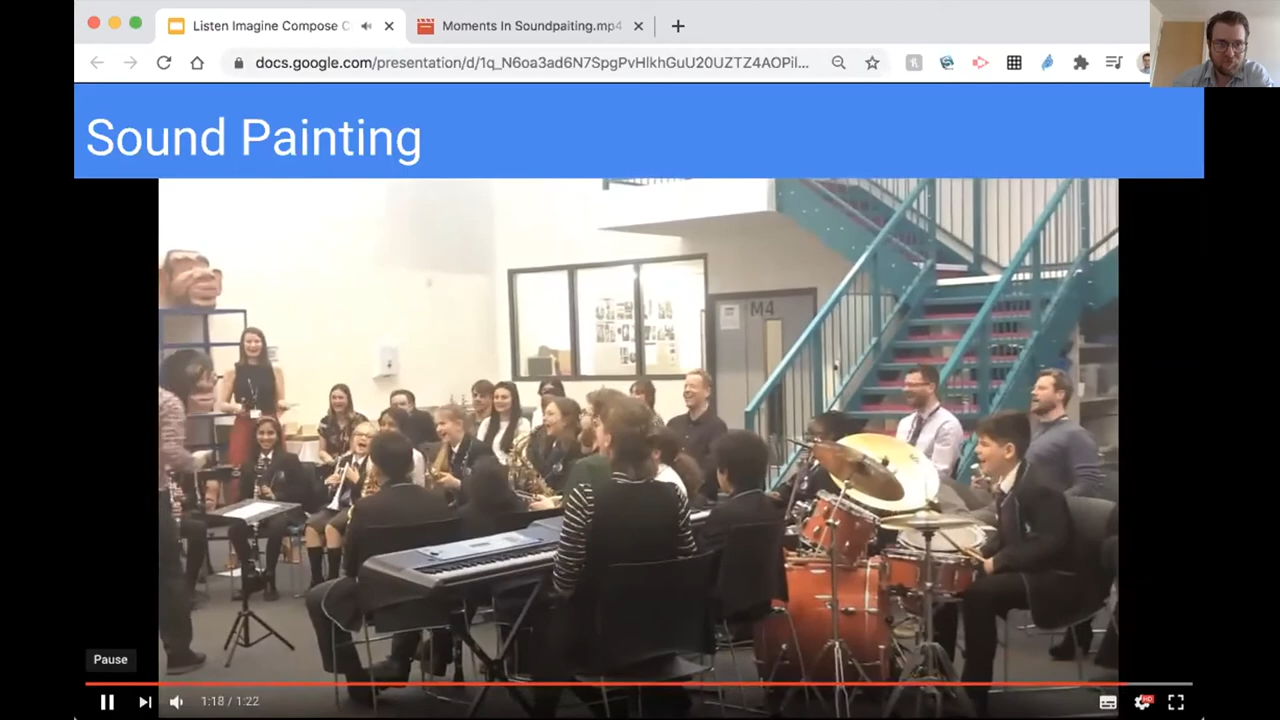 Listen Imagine Compose C
Moments In Soundpaiting.mp4
docs.google.com/presentation/d/1q_N6oa3ad6N7SpgPvHlkhGuU20UZTZ4AOPil...
Sound Painting
M4
Pause
1:18 / 1:22
HD